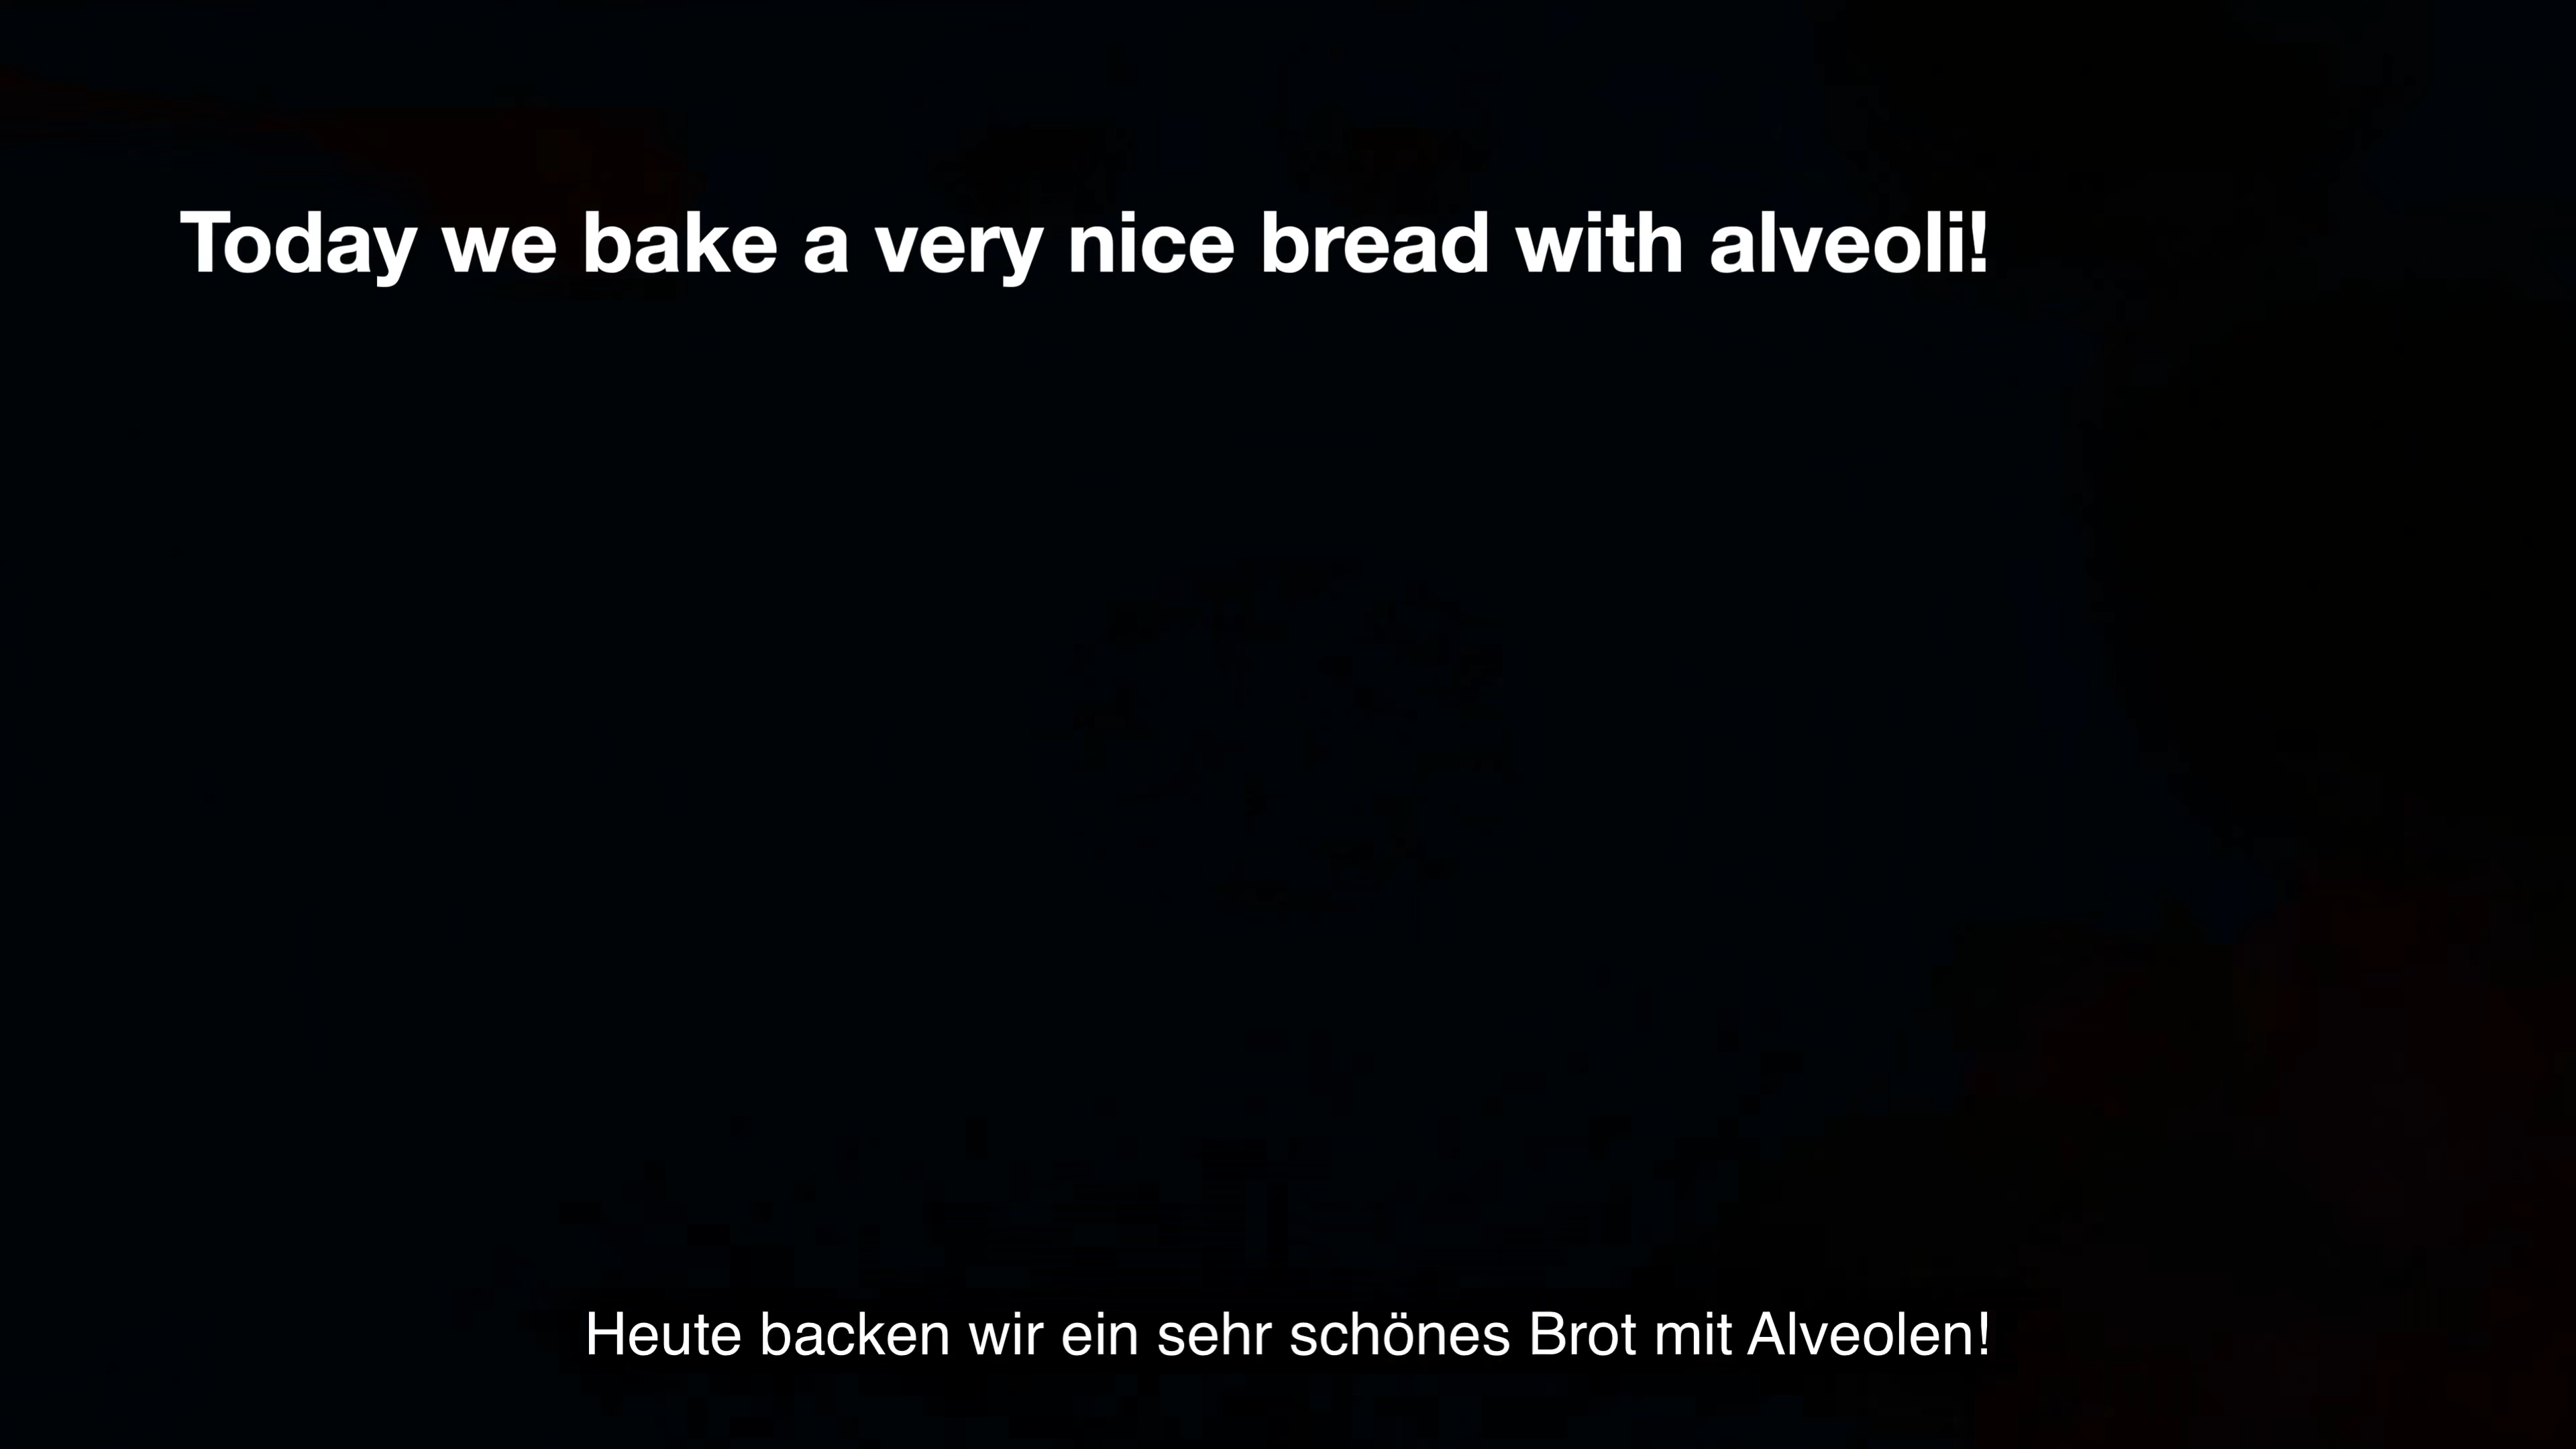 Today we bake a very nice bread with alveoli!
Heute backen wir ein sehr schönes Brot mit Alveolen!